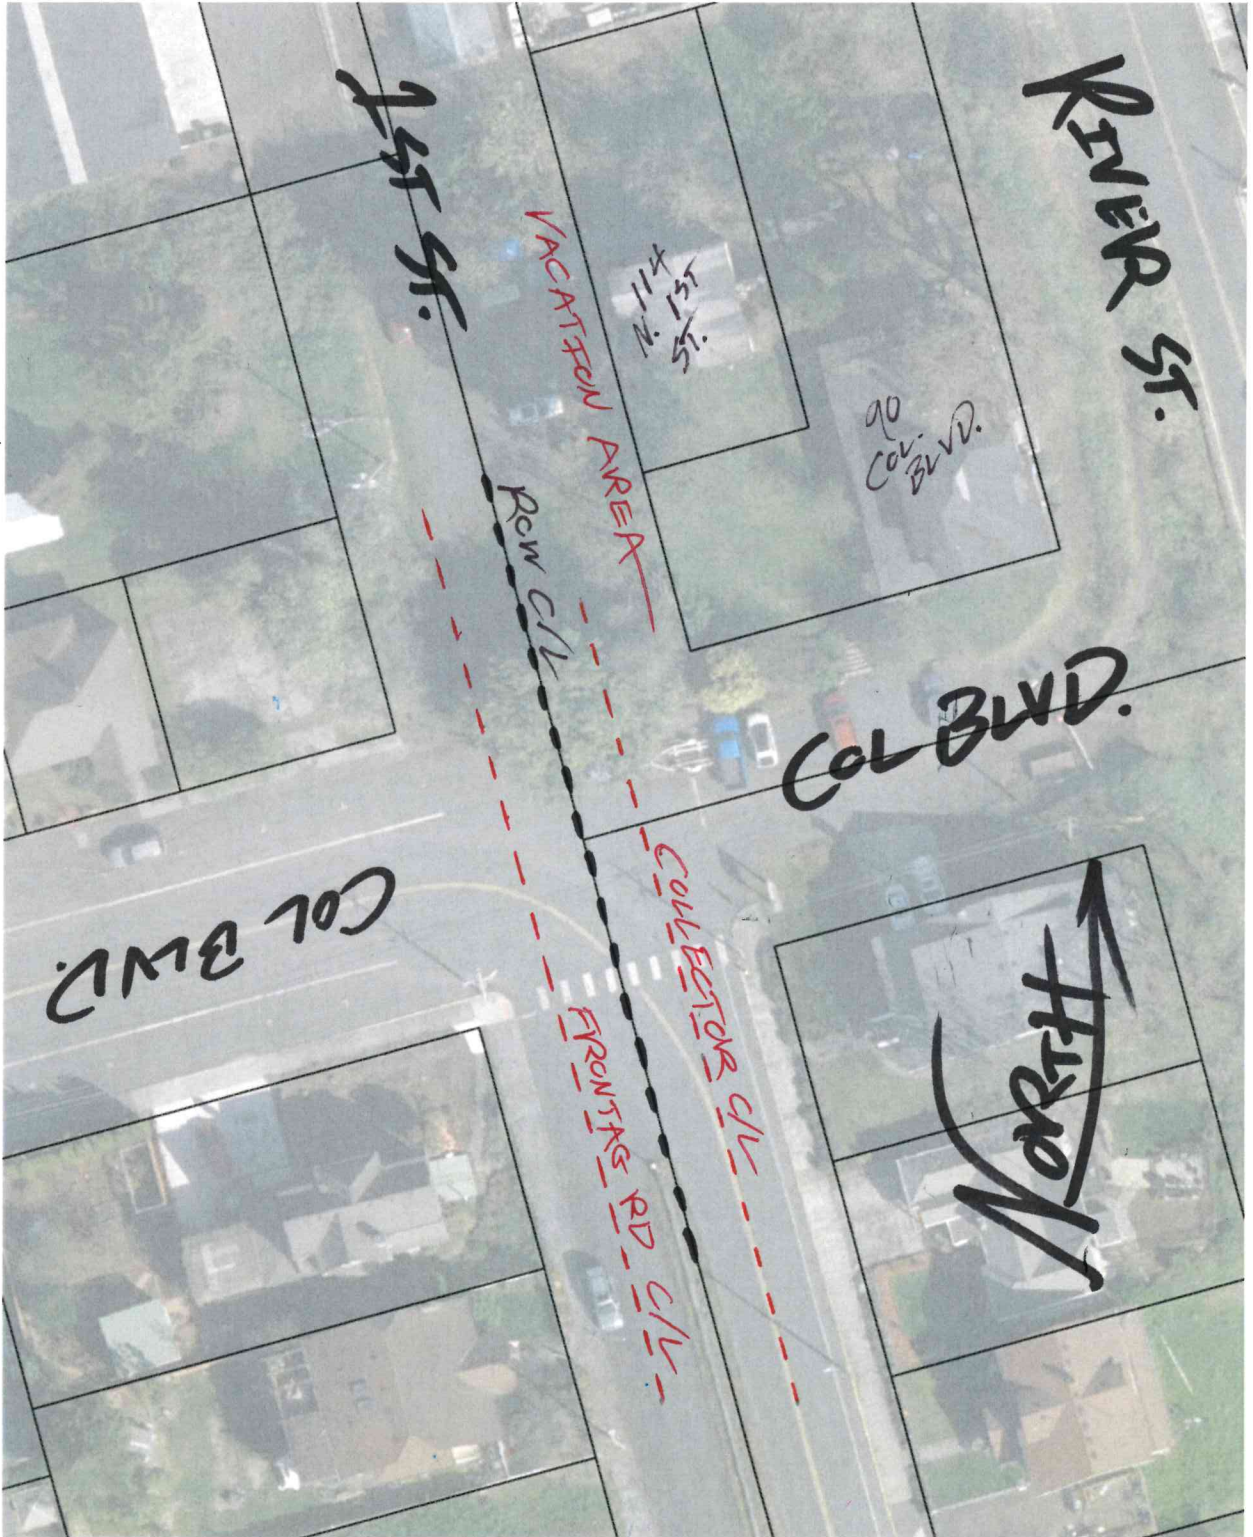 1ST ST.
RIVER ST.
VACATION AREA
114
N. 1ST
ST.
90
COL.
BLVD.
ROW C/L
COL BLVD.
COL BLVD.
COLLECTOR C/L
FRONTAG RD C/L
NORTH